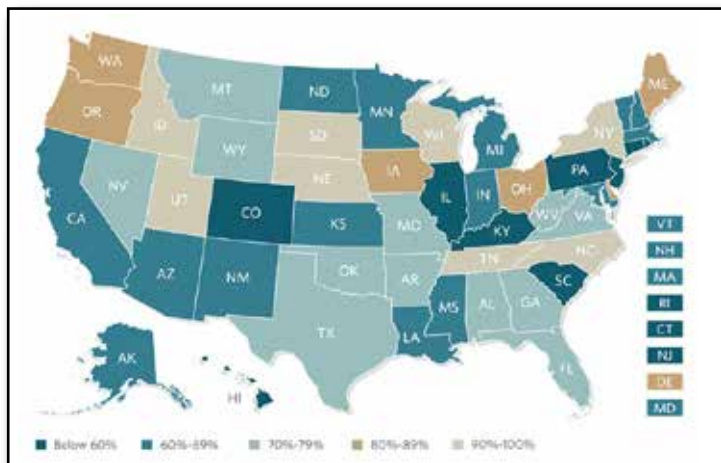 WA
MT
ND
MN
ME
OR
ID
SD
WI
MI
NY
WY
IA
PA
NV
NE
IL
IN
OH
UT
CO
KS
MO
KY
WV
VA
CA
OK
TN
NC
AZ
NM
AR
SC
TX
MS
AL
GA
LA
FL
AK
HI
VT
NH
MA
RI
CT
NJ
DE
MD
Below 60%
60%-69%
70%-79%
80%-89%
90%-100%